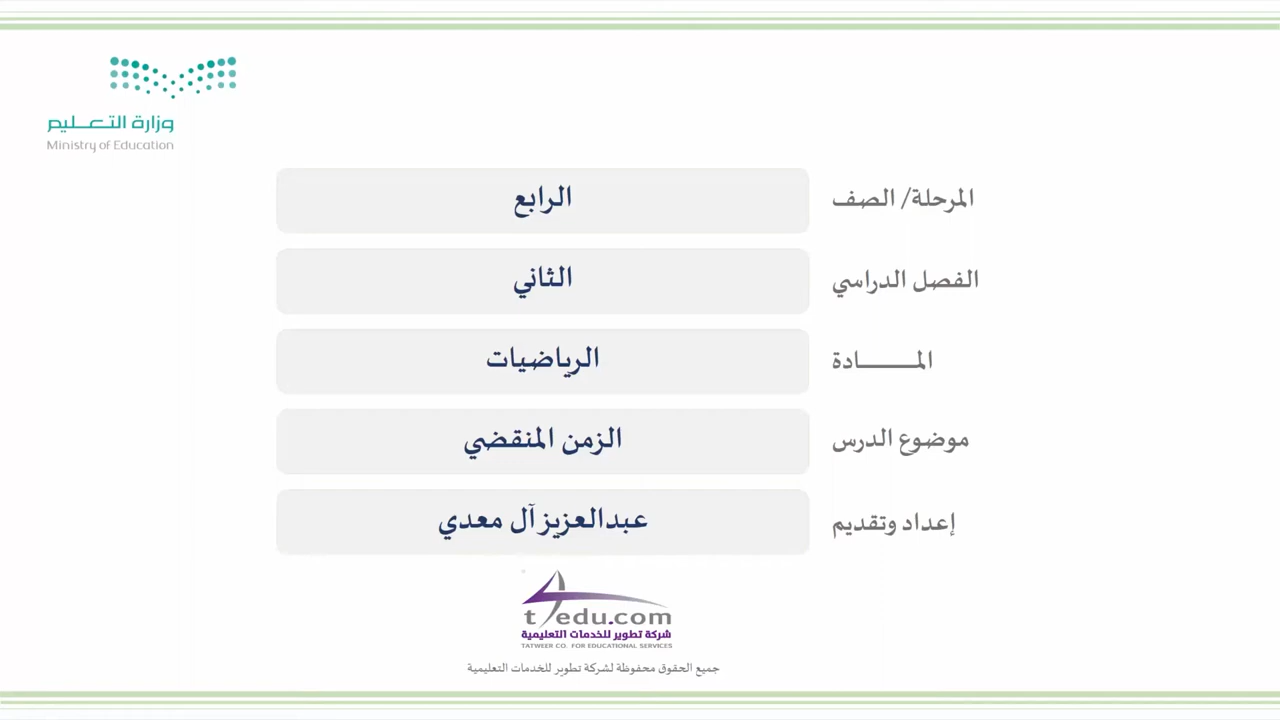 وزارة التعليم
Ministry of Education
المرحلة/ الصف الرابع
الفصل الدراسي الثاني
المــــــادة الرياضيات
موضوع الدرس الزمن المنقضي
إعداد وتقديم عبدالعزيز آل معدي
t4edu.com
شركة تطوير للخدمات التعليمية
TATWEER CO. FOR EDUCATIONAL SERVICES
جميع الحقوق محفوظة لشركة تطوير للخدمات التعليمية